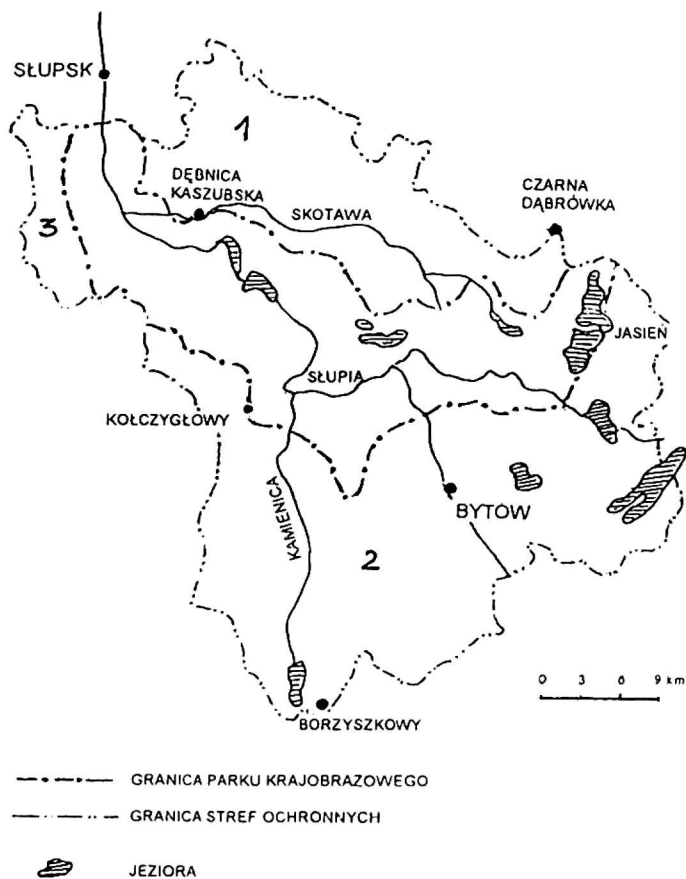 SŁUPSK
1
DĘBNICA
KASZUBSKA
CZARNA
DĄBRÓWKA
SKOTAWA
3
JASIEŃ
SŁUPIA
KOŁCZYGŁOWY
KAMIENICA
BYTÓW
2
0 3 6 9 km
BORZYSZKOWY
GRANICA PARKU KRAJOBRAZOWEGO
GRANICA STREF OCHRONNYCH
JEZIORA